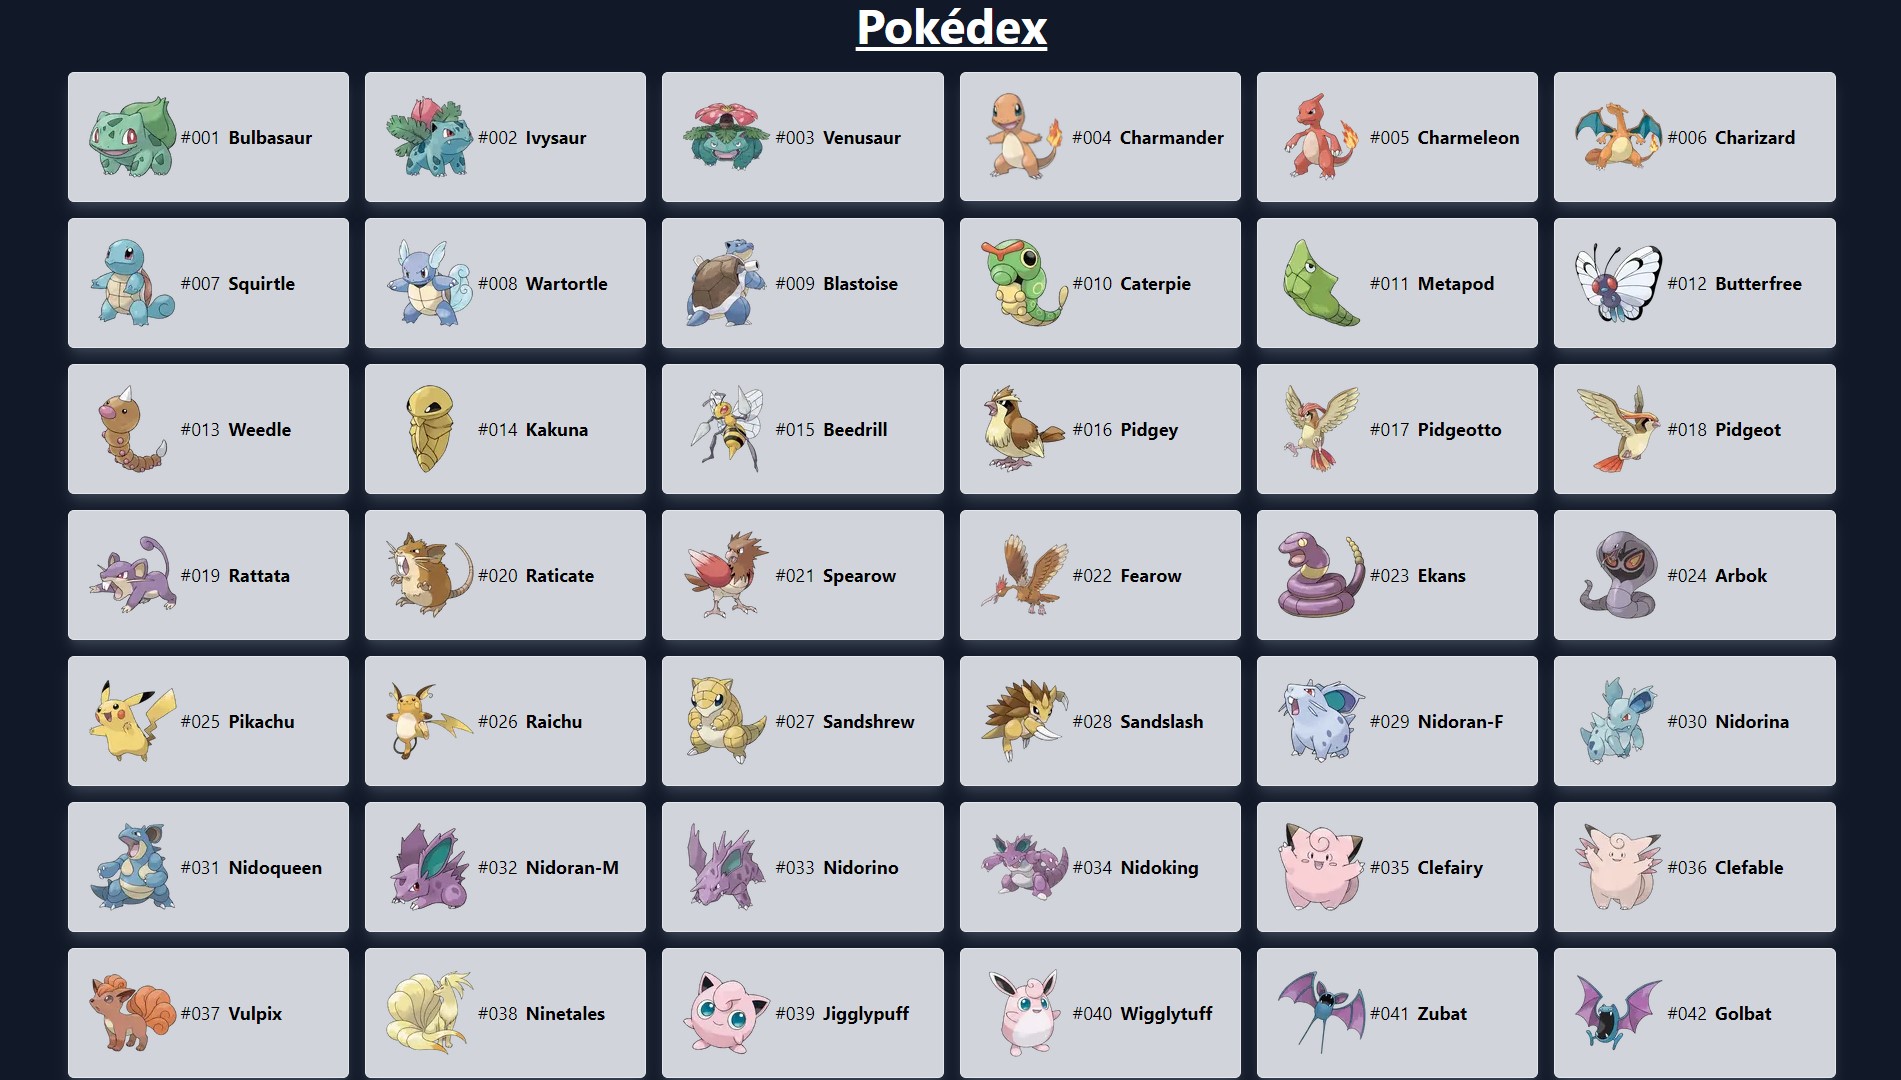 Pokédex
#001 Bulbasaur
#002 Ivysaur
#003 Venusaur
#004 Charmander
#005 Charmeleon
#006 Charizard
#007 Squirtle
#008 Wartortle
#009 Blastoise
#010 Caterpie
#011 Metapod
#012 Butterfree
#013 Weedle
#014 Kakuna
#015 Beedrill
#016 Pidgey
#017 Pidgeotto
#018 Pidgeot
#019 Rattata
#020 Raticate
#021 Spearow
#022 Fearow
#023 Ekans
#024 Arbok
#025 Pikachu
#026 Raichu
#027 Sandshrew
#028 Sandslash
#029 Nidoran-F
#030 Nidorina
#031 Nidoqueen
#032 Nidoran-M
#033 Nidorino
#034 Nidoking
#035 Clefairy
#036 Clefable
#037 Vulpix
#038 Ninetales
#039 Jigglypuff
#040 Wigglytuff
#041 Zubat
#042 Golbat